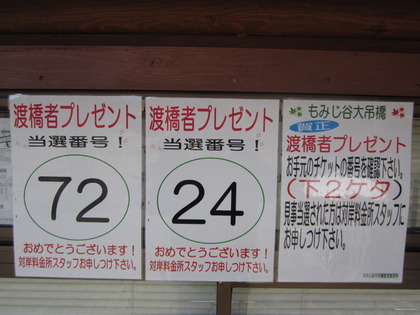 渡橋者プレゼント
当選番号！
72
おめでとうございます！
対岸料金所スタッフお申しつけ下さい。
渡橋者プレゼント
当選番号！
24
おめでとうございます！
対岸料金所スタッフお申しつけ下さい。
もみじ谷大吊橋
賀正
渡橋者プレゼント
お手元のチケットの番号を確認下さい。
(下２ケタ)
見事当選された方は対岸料金所スタッフに
お申しつけ下さい。